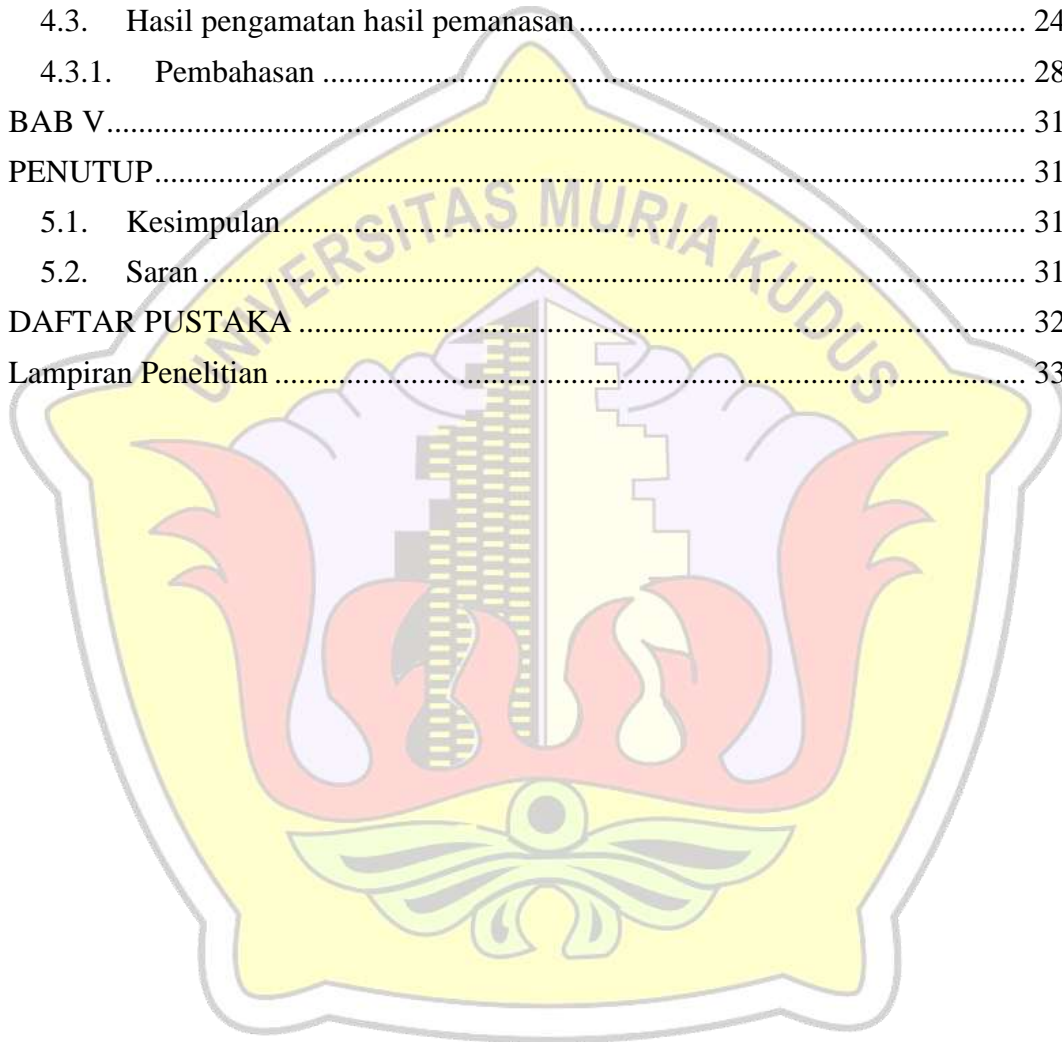 4.3. Hasil pengamatan hasil pemanasan .......... 24
4.3.1. Pembahasan .......... 28
BAB V .......... 31
PENUTUP .......... 31
5.1. Kesimpulan .......... 31
5.2. Saran .......... 31
DAFTAR PUSTAKA .......... 32
Lampiran Penelitian .......... 33
UNIVERSITAS MURIA KUDUS